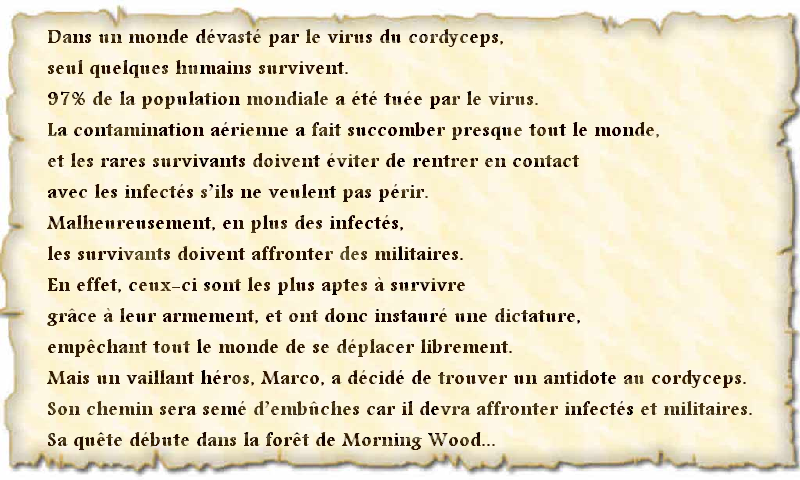 Dans un monde dévasté par le virus du cordyceps,
seul quelques humains survivent.
97% de la population mondiale a été tuée par le virus.
La contamination aérienne a fait succomber presque tout le monde,
et les rares survivants doivent éviter de rentrer en contact
avec les infectés s'ils ne veulent pas périr.
Malheureusement, en plus des infectés,
les survivants doivent affronter des militaires.
En effet, ceux-ci sont les plus aptes à survivre
grâce à leur armement, et ont donc instauré une dictature,
empêchant tout le monde de se déplacer librement.
Mais un vaillant héros, Marco, a décidé de trouver un antidote au cordyceps.
Son chemin sera semé d'embûches car il devra affronter infectés et militaires.
Sa quête débute dans la forêt de Morning Wood...